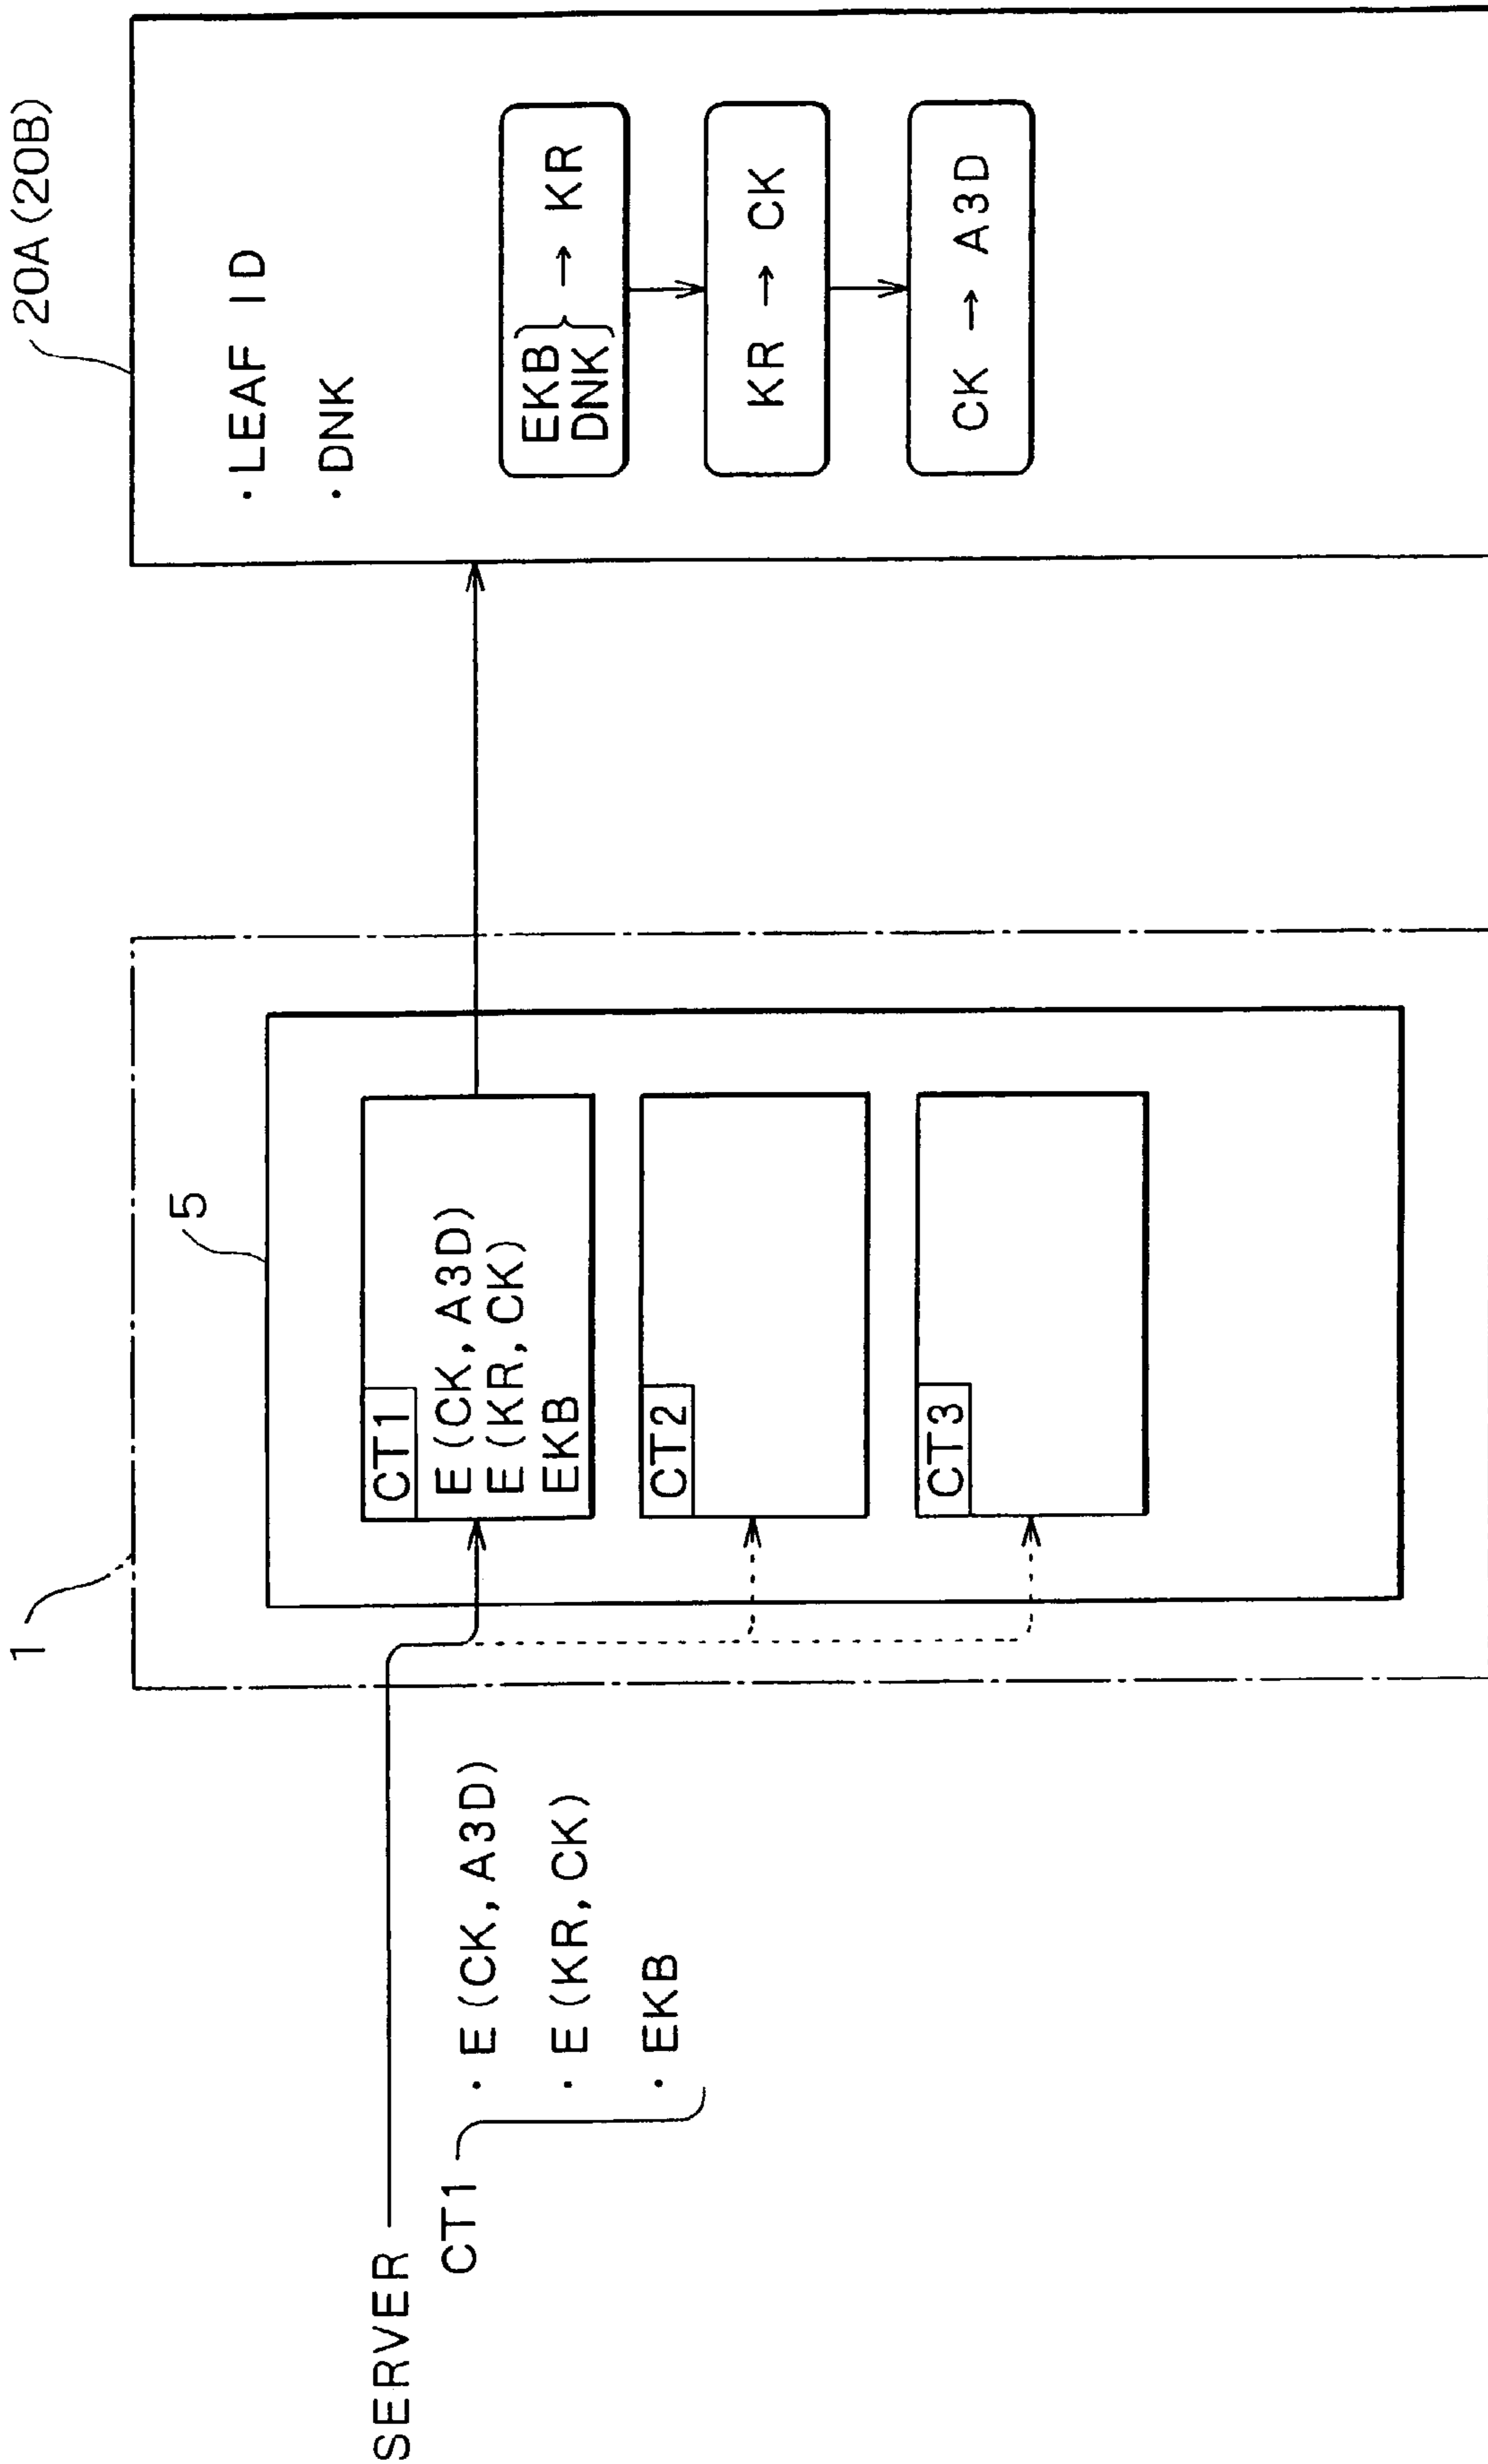 SERVER
CT1
· E (CK, A3D)
· E (KR, CK)
· EKB
1
5
CT1
E (CK, A3D)
E (KR, CK)
EKB
CT2
CT3
20A (20B)
· LEAF ID
· DNK
EKB
DNK
} → KR
KR → CK
CK → A3D